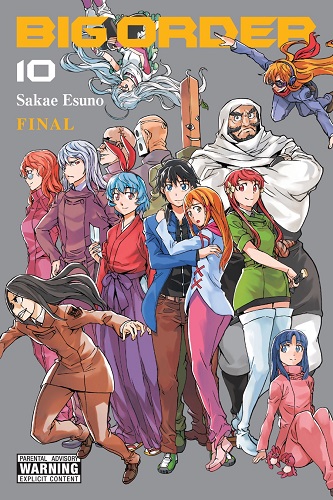 BIG ORDER
10
Sakae Esuno
FINAL
PARENTAL ADVISORY
WARNING
EXPLICIT CONTENT